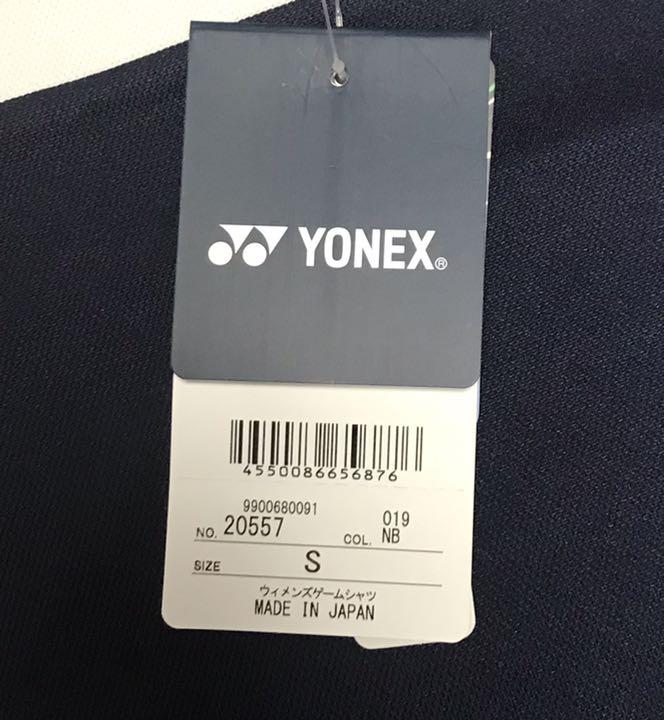 YONEX®
4550086656876
9900680091
NO. 20557
COL. 019 NB
SIZE S
ウィメンズゲームシャツ
MADE IN JAPAN